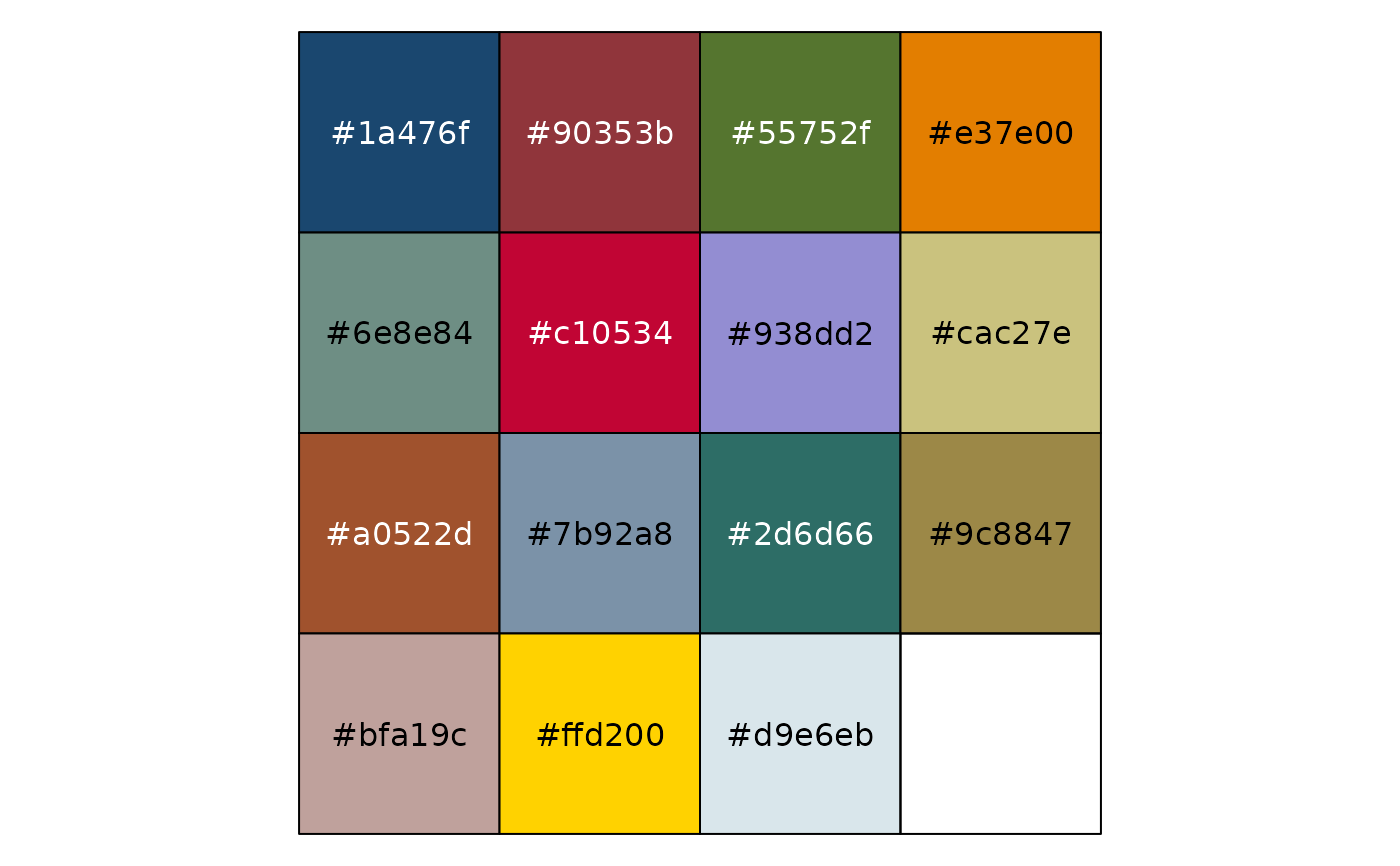 #1a476f #90353b #55752f #e37e00
#6e8e84 #c10534 #938dd2 #cac27e
#a0522d #7b92a8 #2d6d66 #9c8847
#bfa19c #ffd200 #d9e6eb